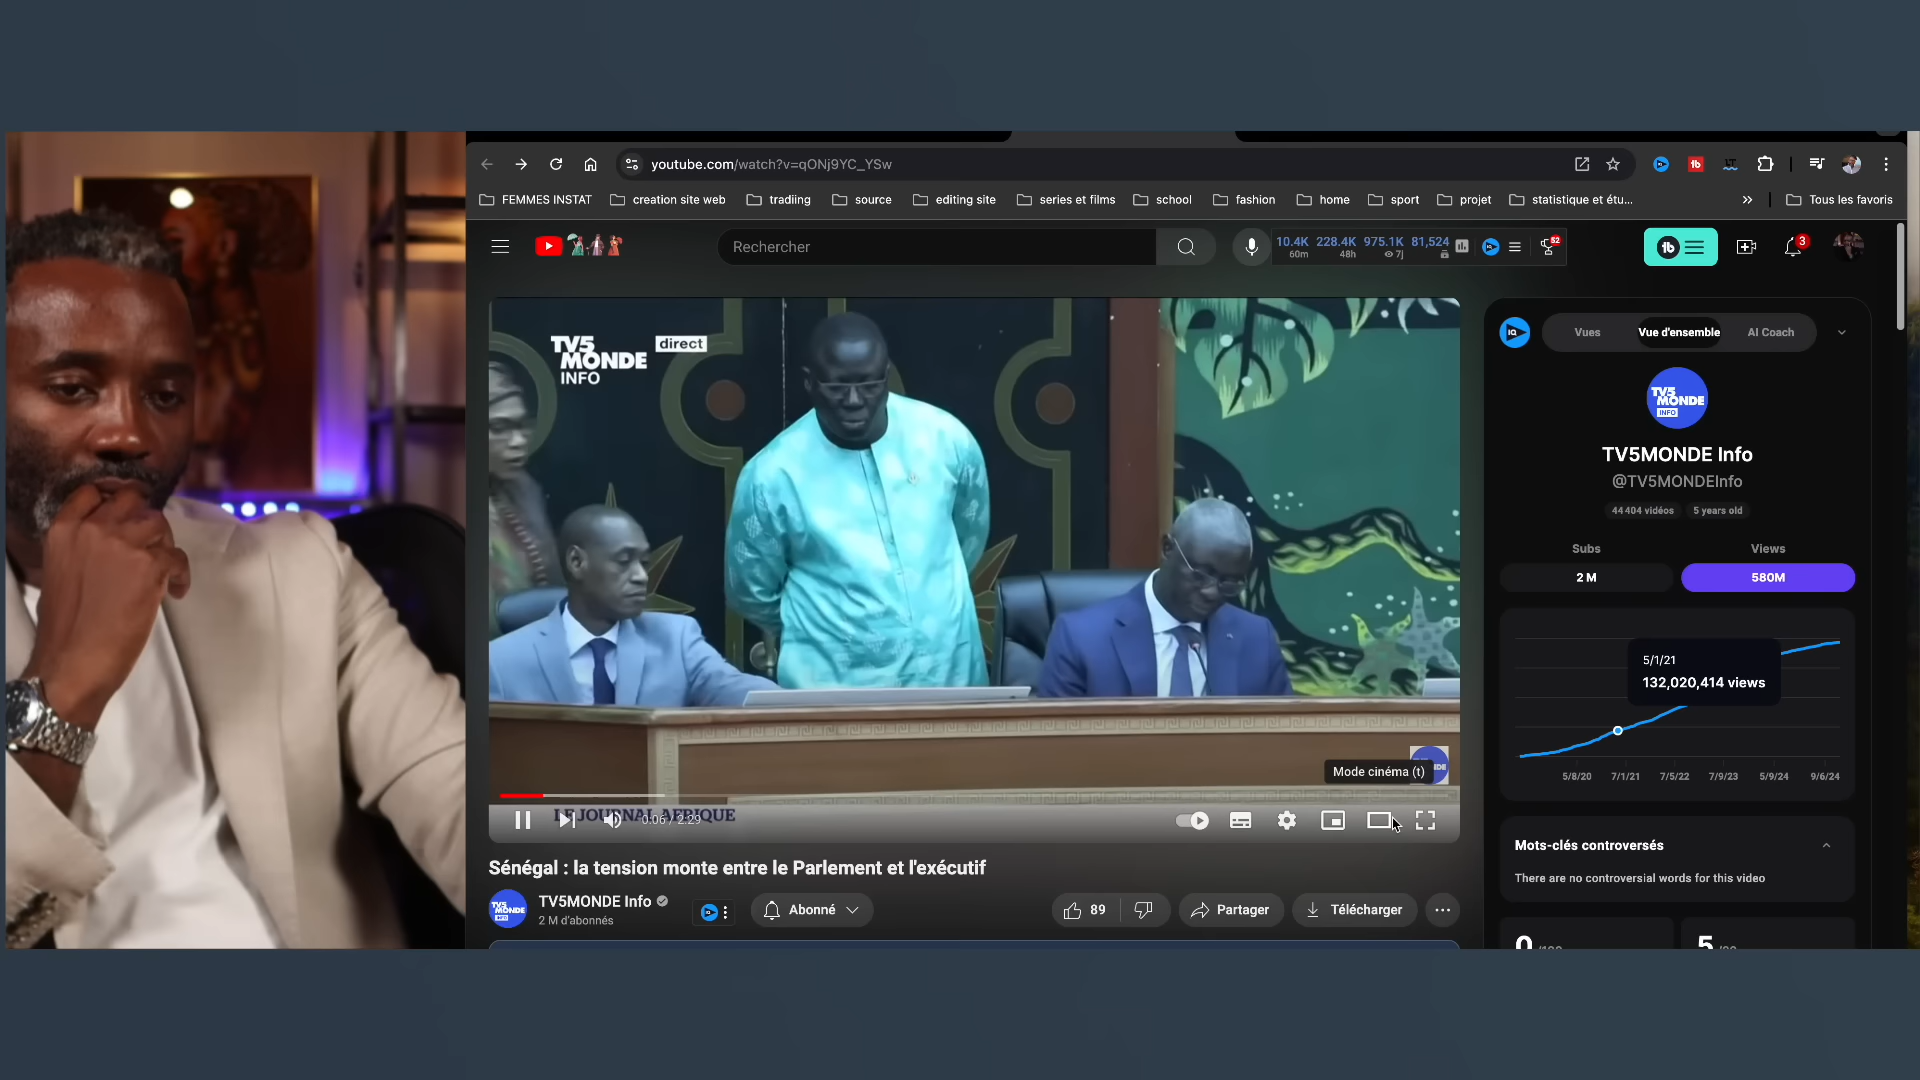 youtube.com/watch?v=qONj9YC_YSw
FEMMES INSTAT
creation site web
tradiing
source
editing site
series et films
school
fashion
home
sport
projet
statistique et étu...
Tous les favoris
Rechercher
10.4K 228.4K 975.1K 81,524
60m 48h 7j
52
3
TV5
MONDE
INFO
direct
LE JOURNAL AFRIQUE
0:06 / 2:29
Mode cinéma (t)
Sénégal : la tension monte entre le Parlement et l'exécutif
TV5MONDE Info
2 M d'abonnés
Abonné
89
Partager
Télécharger
IQ
Vues
Vue d'ensemble
AI Coach
TV5
MONDE
INFO
TV5MONDE Info
@TV5MONDEInfo
44 404 vidéos
5 years old
Subs
Views
2 M
580M
5/1/21
132,020,414 views
5/8/20
7/1/21
7/5/22
7/9/23
5/9/24
9/6/24
Mots-clés controversés
There are no controversial words for this video